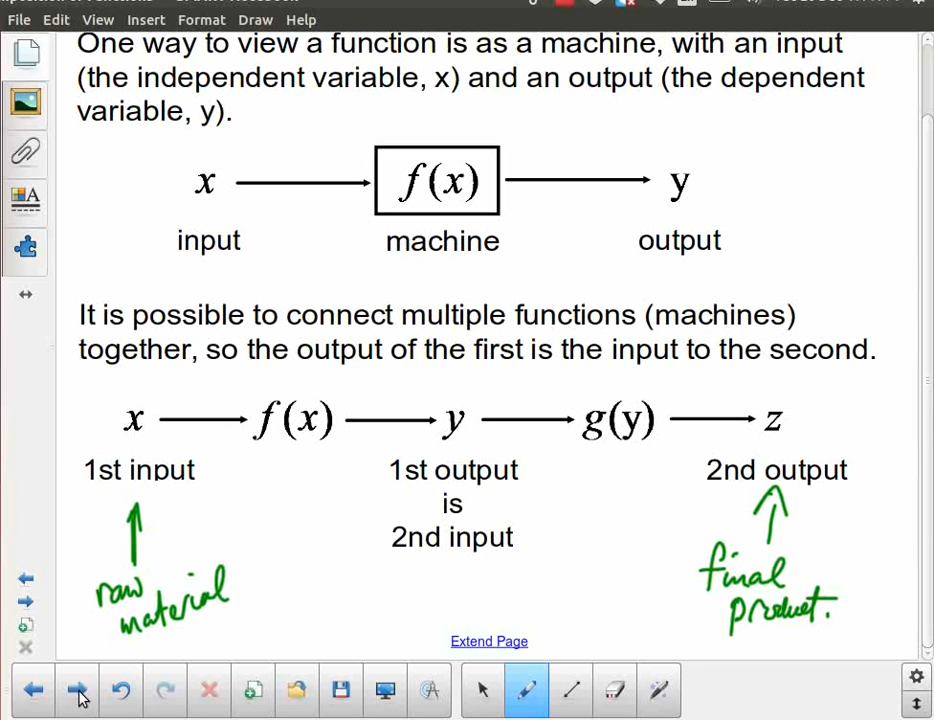 File Edit View Insert Format Draw Help
One way to view a function is as a machine, with an input
(the independent variable, x) and an output (the dependent
variable, y).
x f(x) y
input machine output
It is possible to connect multiple functions (machines)
together, so the output of the first is the input to the second.
x f(x) y g(y) z
1st input 1st output 2nd output
is
2nd input
raw
material
final
product.
Extend Page